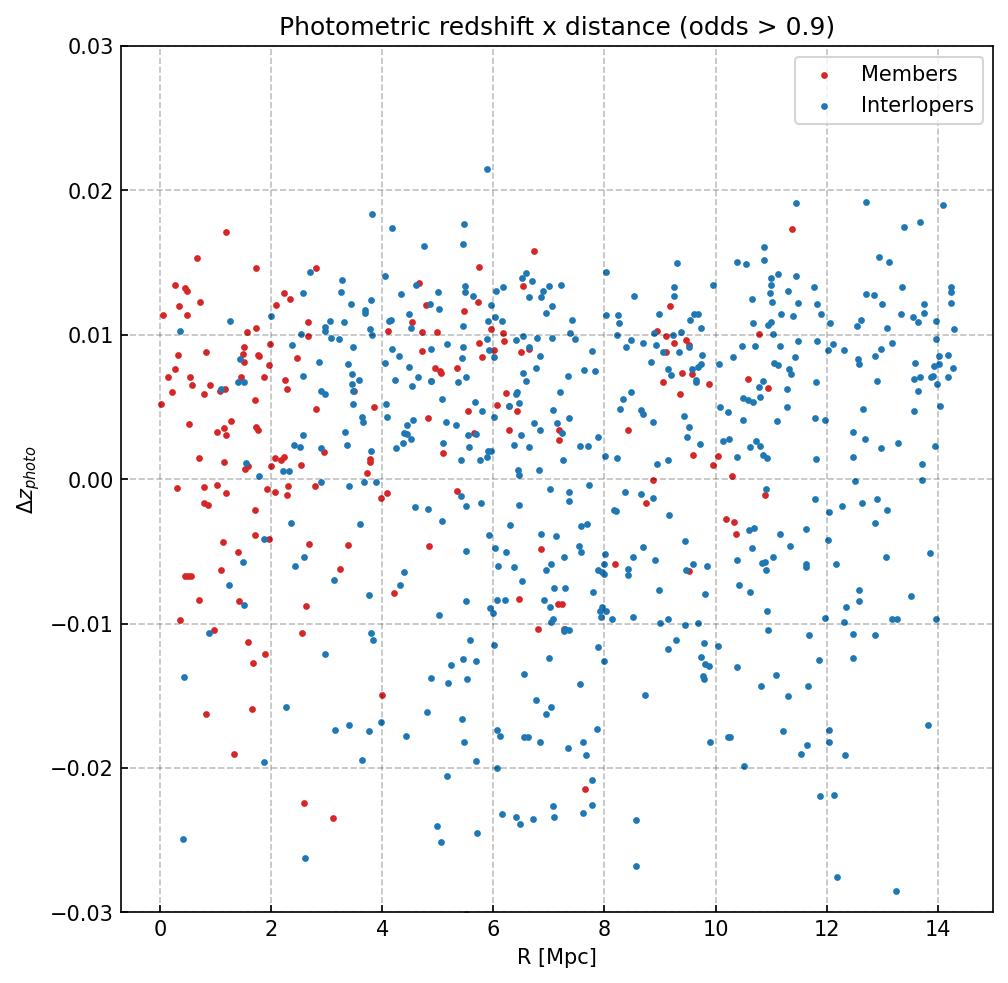 Photometric redshift x distance (odds > 0.9)
Members
Interlopers
0.03
0.02
0.01
0.00
−0.01
−0.02
−0.03
Δz_photo
0 2 4 6 8 10 12 14
R [Mpc]